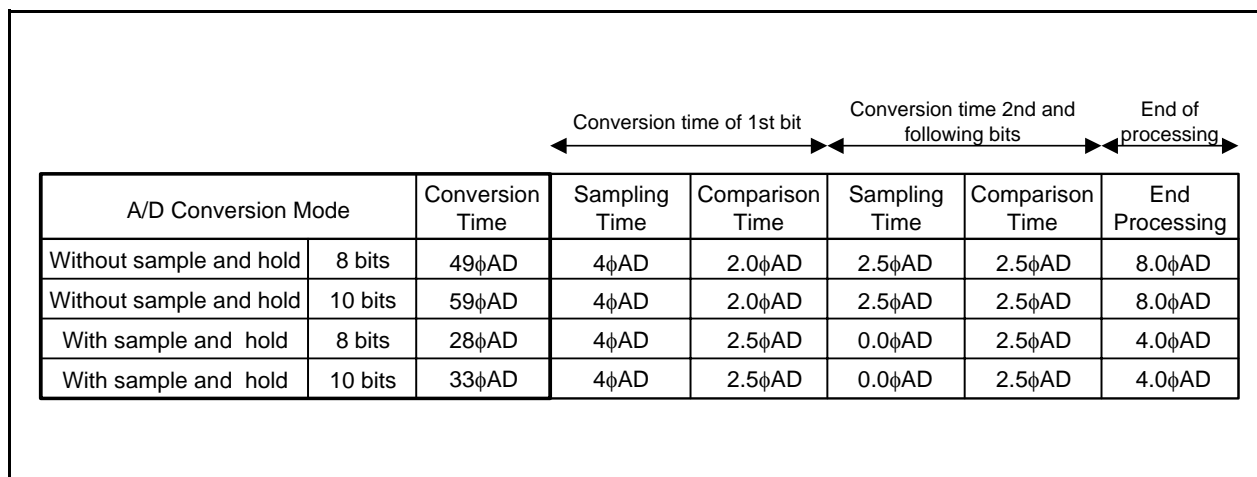 Conversion time of 1st bit
Conversion time 2nd and
following bits
End of
processing
A/D Conversion Mode Conversion Time Sampling Time Comparison Time Sampling Time Comparison Time End Processing
Without sample and hold 8 bits 49ϕAD 4ϕAD 2.0ϕAD 2.5ϕAD 2.5ϕAD 8.0ϕAD
Without sample and hold 10 bits 59ϕAD 4ϕAD 2.0ϕAD 2.5ϕAD 2.5ϕAD 8.0ϕAD
With sample and hold 8 bits 28ϕAD 4ϕAD 2.5ϕAD 0.0ϕAD 2.5ϕAD 4.0ϕAD
With sample and hold 10 bits 33ϕAD 4ϕAD 2.5ϕAD 0.0ϕAD 2.5ϕAD 4.0ϕAD